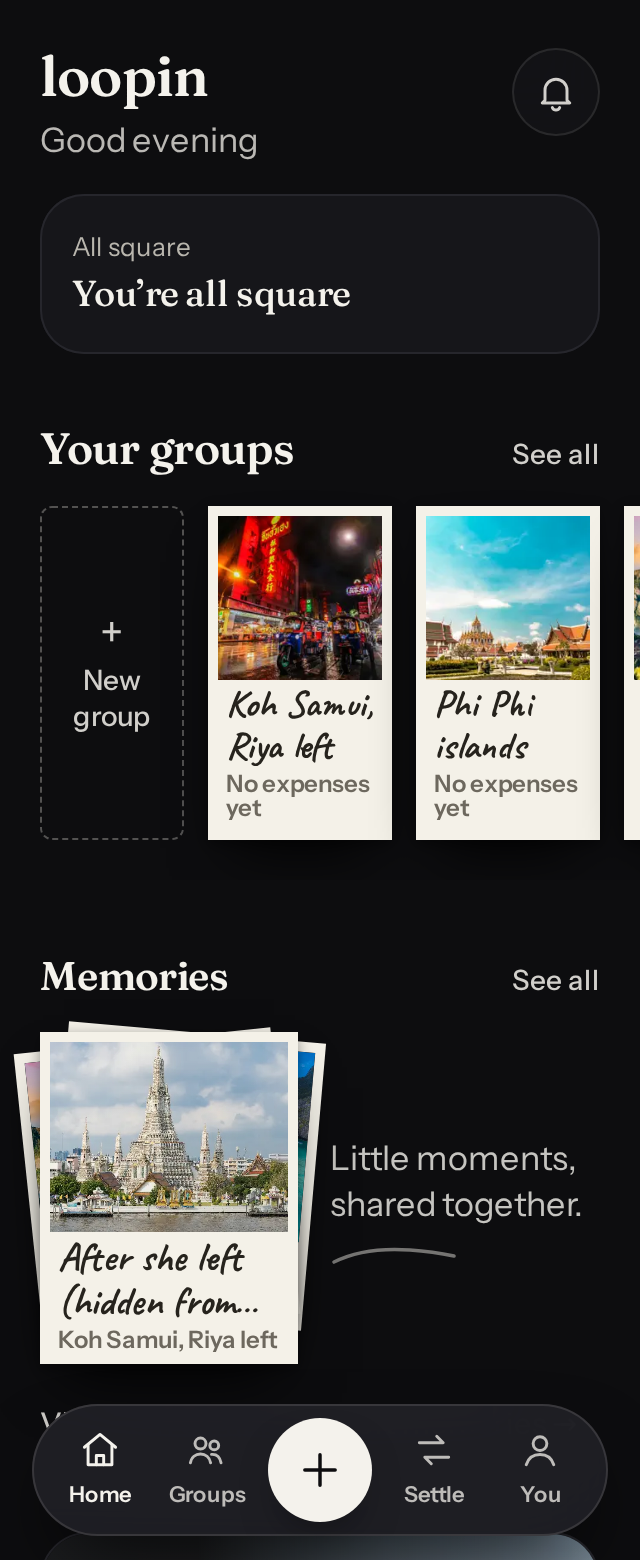 loopin
Good evening
All square
You’re all square
Your groups
See all
+
New
group
Koh Samui,
Riya left
No expenses
yet
Phi Phi
islands
No expenses
yet
Memories
See all
After she left
(hidden from...
Koh Samui, Riya left
Little moments,
shared together.
Home
Groups
Settle
You